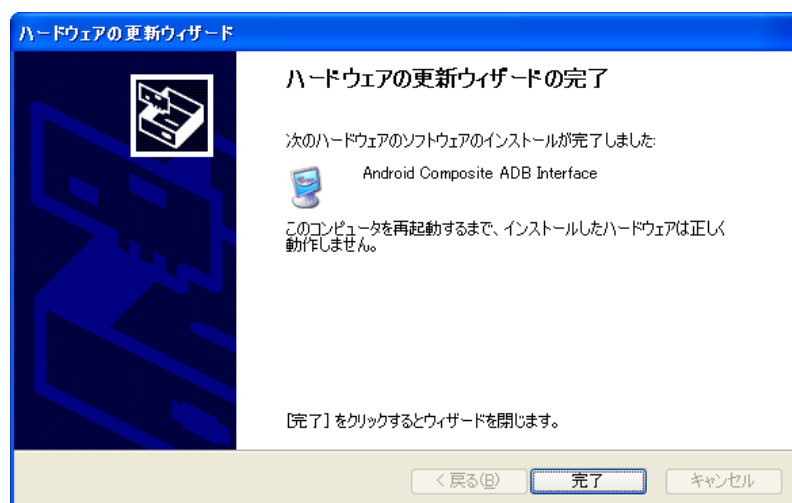 ハードウェアの更新ウィザード
ハードウェアの更新ウィザードの完了
次のハードウェアのソフトウェアのインストールが完了しました:
Android Composite ADB Interface
このコンピュータを再起動するまで、インストールしたハードウェアは正しく
動作しません。
[完了] をクリックするとウィザードを閉じます。
< 戻る(B) 完了 キャンセル